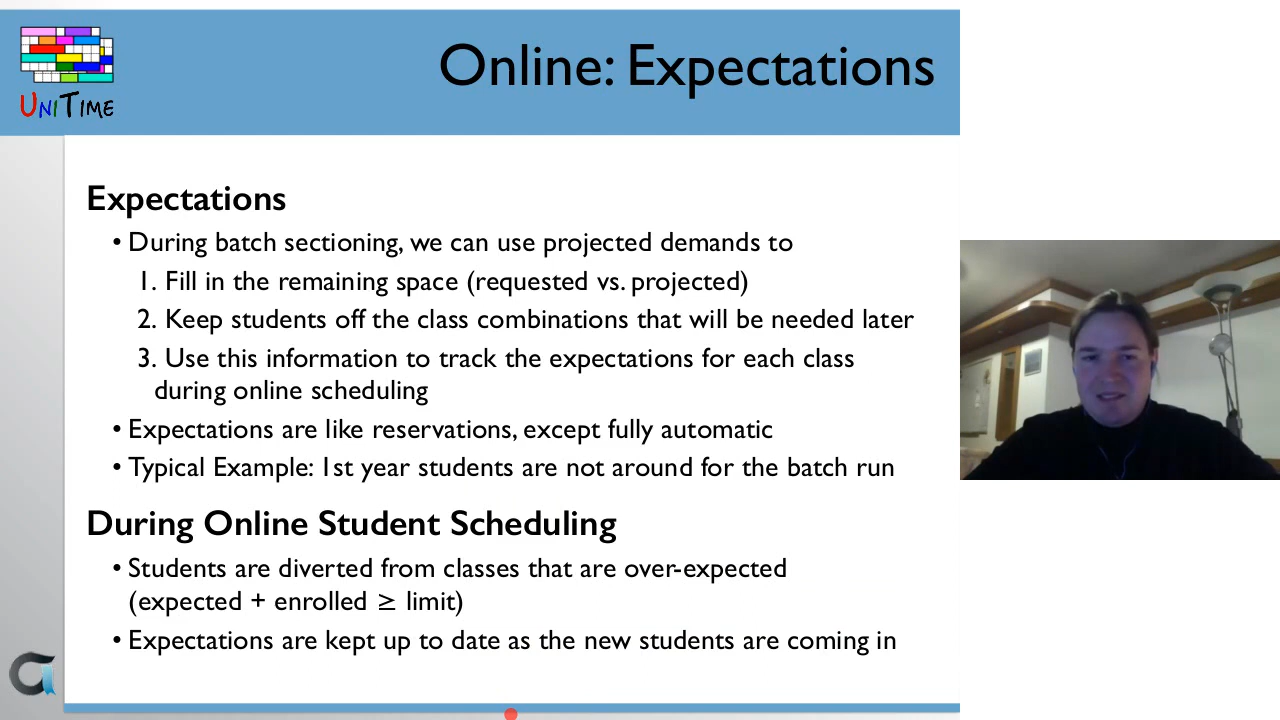 UNITIME
Online: Expectations
Expectations
• During batch sectioning, we can use projected demands to
1. Fill in the remaining space (requested vs. projected)
2. Keep students off the class combinations that will be needed later
3. Use this information to track the expectations for each class
during online scheduling
• Expectations are like reservations, except fully automatic
• Typical Example: 1st year students are not around for the batch run
During Online Student Scheduling
• Students are diverted from classes that are over-expected
(expected + enrolled ≥ limit)
• Expectations are kept up to date as the new students are coming in